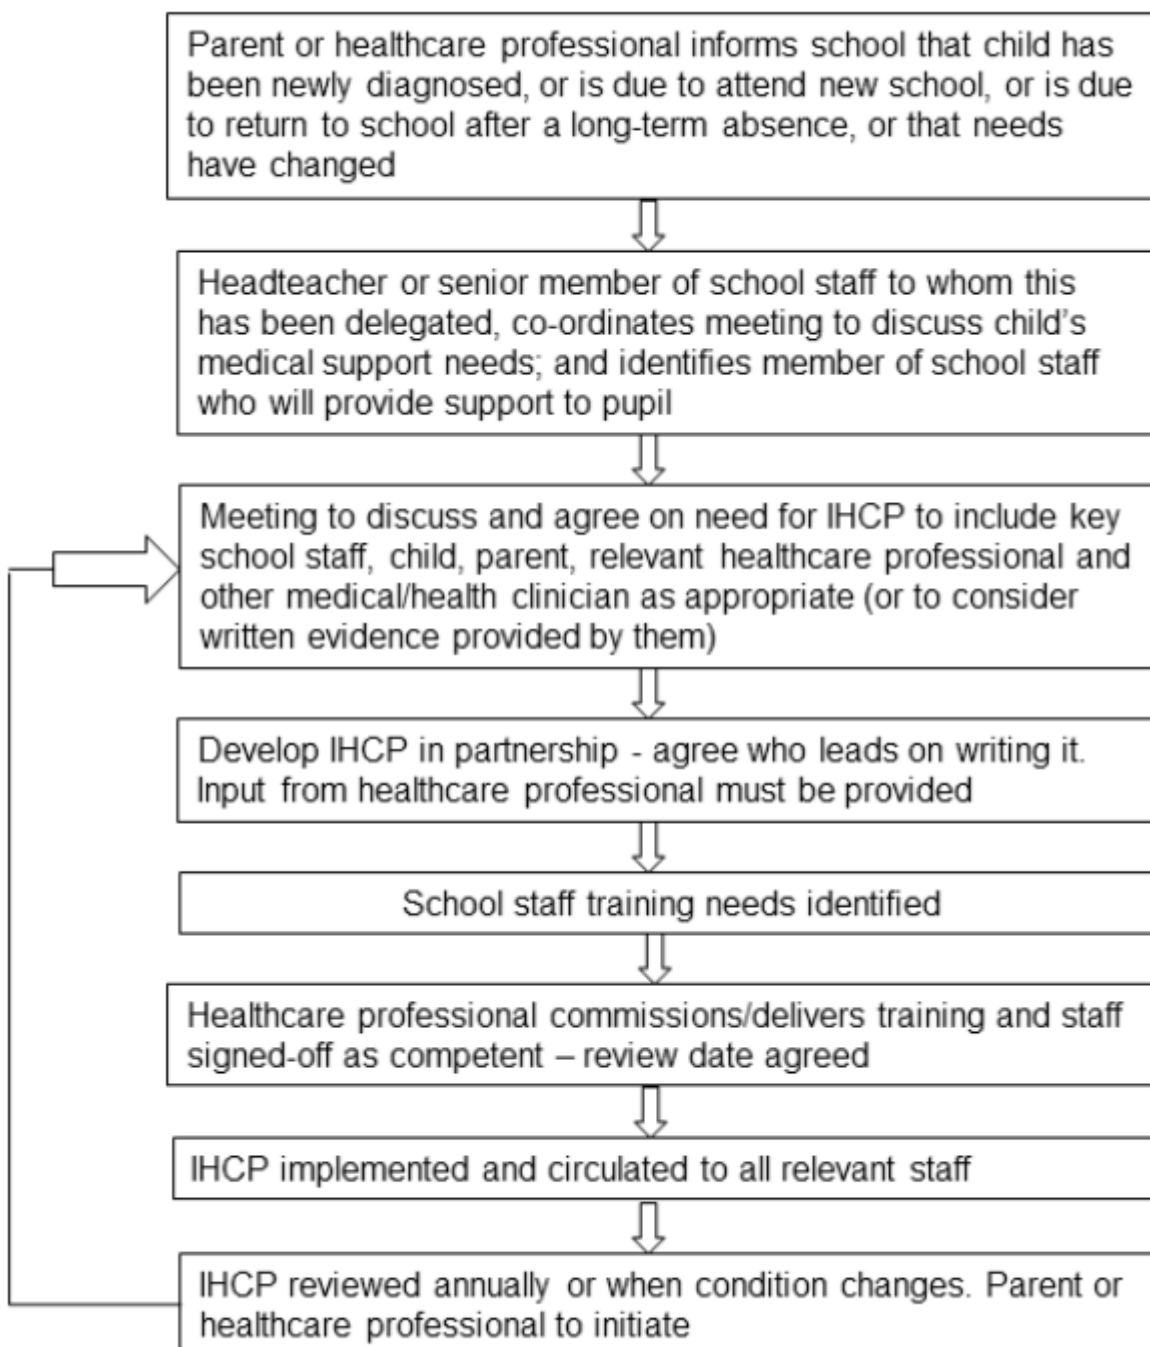 Parent or healthcare professional informs school that child has
been newly diagnosed, or is due to attend new school, or is due
to return to school after a long-term absence, or that needs
have changed
Headteacher or senior member of school staff to whom this
has been delegated, co-ordinates meeting to discuss child's
medical support needs; and identifies member of school staff
who will provide support to pupil
Meeting to discuss and agree on need for IHCP to include key
school staff, child, parent, relevant healthcare professional and
other medical/health clinician as appropriate (or to consider
written evidence provided by them)
Develop IHCP in partnership - agree who leads on writing it.
Input from healthcare professional must be provided
School staff training needs identified
Healthcare professional commissions/delivers training and staff
signed-off as competent – review date agreed
IHCP implemented and circulated to all relevant staff
IHCP reviewed annually or when condition changes. Parent or
healthcare professional to initiate